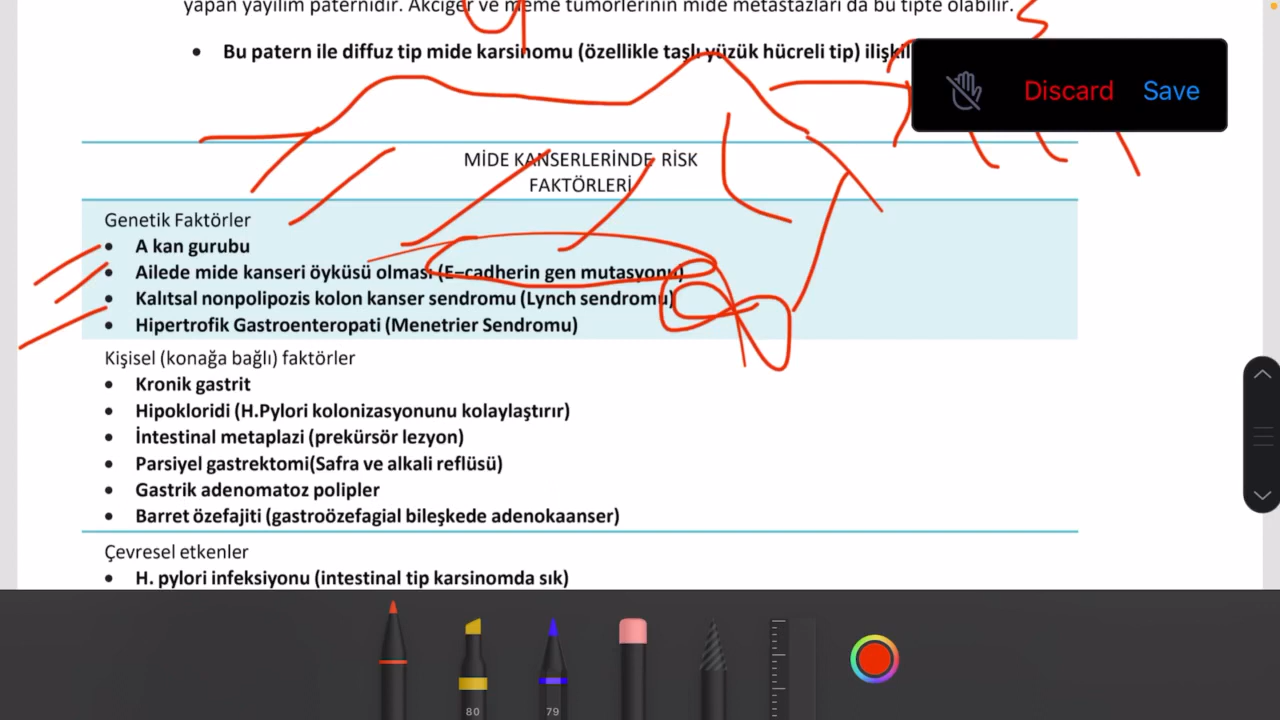 yapan yayılım paternidir. Akciğer ve meme tümörlerinin mide metastazları da bu tipte olabilir.
• Bu patern ile diffuz tip mide karsinomu (özellikle taşlı yüzük hücreli tip)
Discard Save
MİDE KANSERLERİNDE RİSK
FAKTÖRLERİ
Genetik Faktörler
• A kan gurubu
• Ailede mide kanseri öyküsü olması (E-cadherin gen mutasyonu)
• Kalıtsal nonpolipozis kolon kanser sendromu (Lynch sendromu)
• Hipertrofik Gastroenteropati (Menetrier Sendromu)
Kişisel (konağa bağlı) faktörler
• Kronik gastrit
• Hipokloridi (H.Pylori kolonizasyonunu kolaylaştırır)
• İntestinal metaplazi (prekürsör lezyon)
• Parsiyel gastrektomi(Safra ve alkali reflüsü)
• Gastrik adenomatoz polipler
• Barret özefajiti (gastroözefagial bileşkede adenokaanser)
Çevresel etkenler
• H. pylori infeksiyonu (intestinal tip karsinomda sık)
80 79